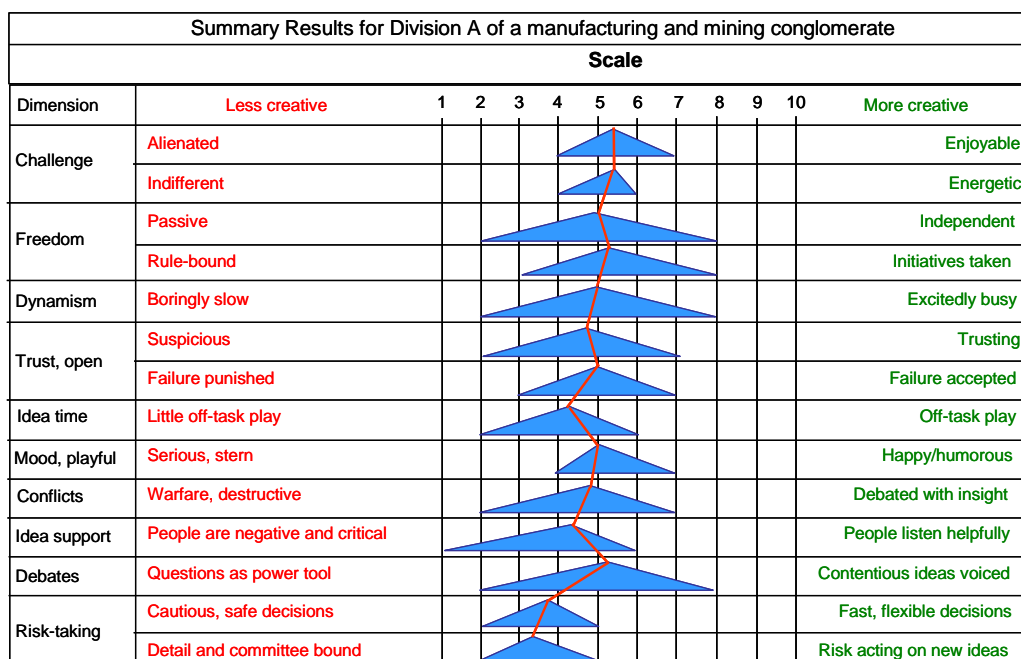 Summary Results for Division A of a manufacturing and mining conglomerate
Scale
Dimension Less creative 1 2 3 4 5 6 7 8 9 10 More creative
Challenge
Alienated Enjoyable
Indifferent Energetic
Freedom
Passive Independent
Rule-bound Initiatives taken
Dynamism Boringly slow Excitedly busy
Trust, open
Suspicious Trusting
Failure punished Failure accepted
Idea time Little off-task play Off-task play
Mood, playful Serious, stern Happy/humorous
Conflicts Warfare, destructive Debated with insight
Idea support People are negative and critical People listen helpfully
Debates Questions as power tool Contentious ideas voiced
Risk-taking
Cautious, safe decisions Fast, flexible decisions
Detail and committee bound Risk acting on new ideas